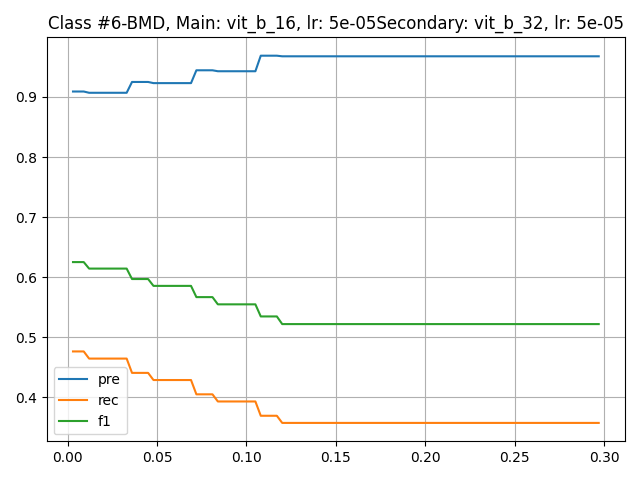 Class #6-BMD, Main: vit_b_16, lr: 5e-05Secondary: vit_b_32, lr: 5e-05
0.9
0.8
0.7
0.6
0.5
0.4
pre
rec
f1
0.00 0.05 0.10 0.15 0.20 0.25 0.30